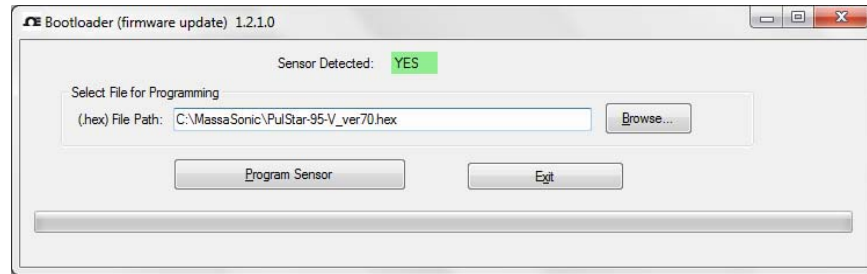 Bootloader (firmware update) 1.2.1.0
Sensor Detected: YES
Select File for Programming
(.hex) File Path: C:\MassaSonic\PulStar-95-V_ver70.hex Browse...
Program Sensor Exit